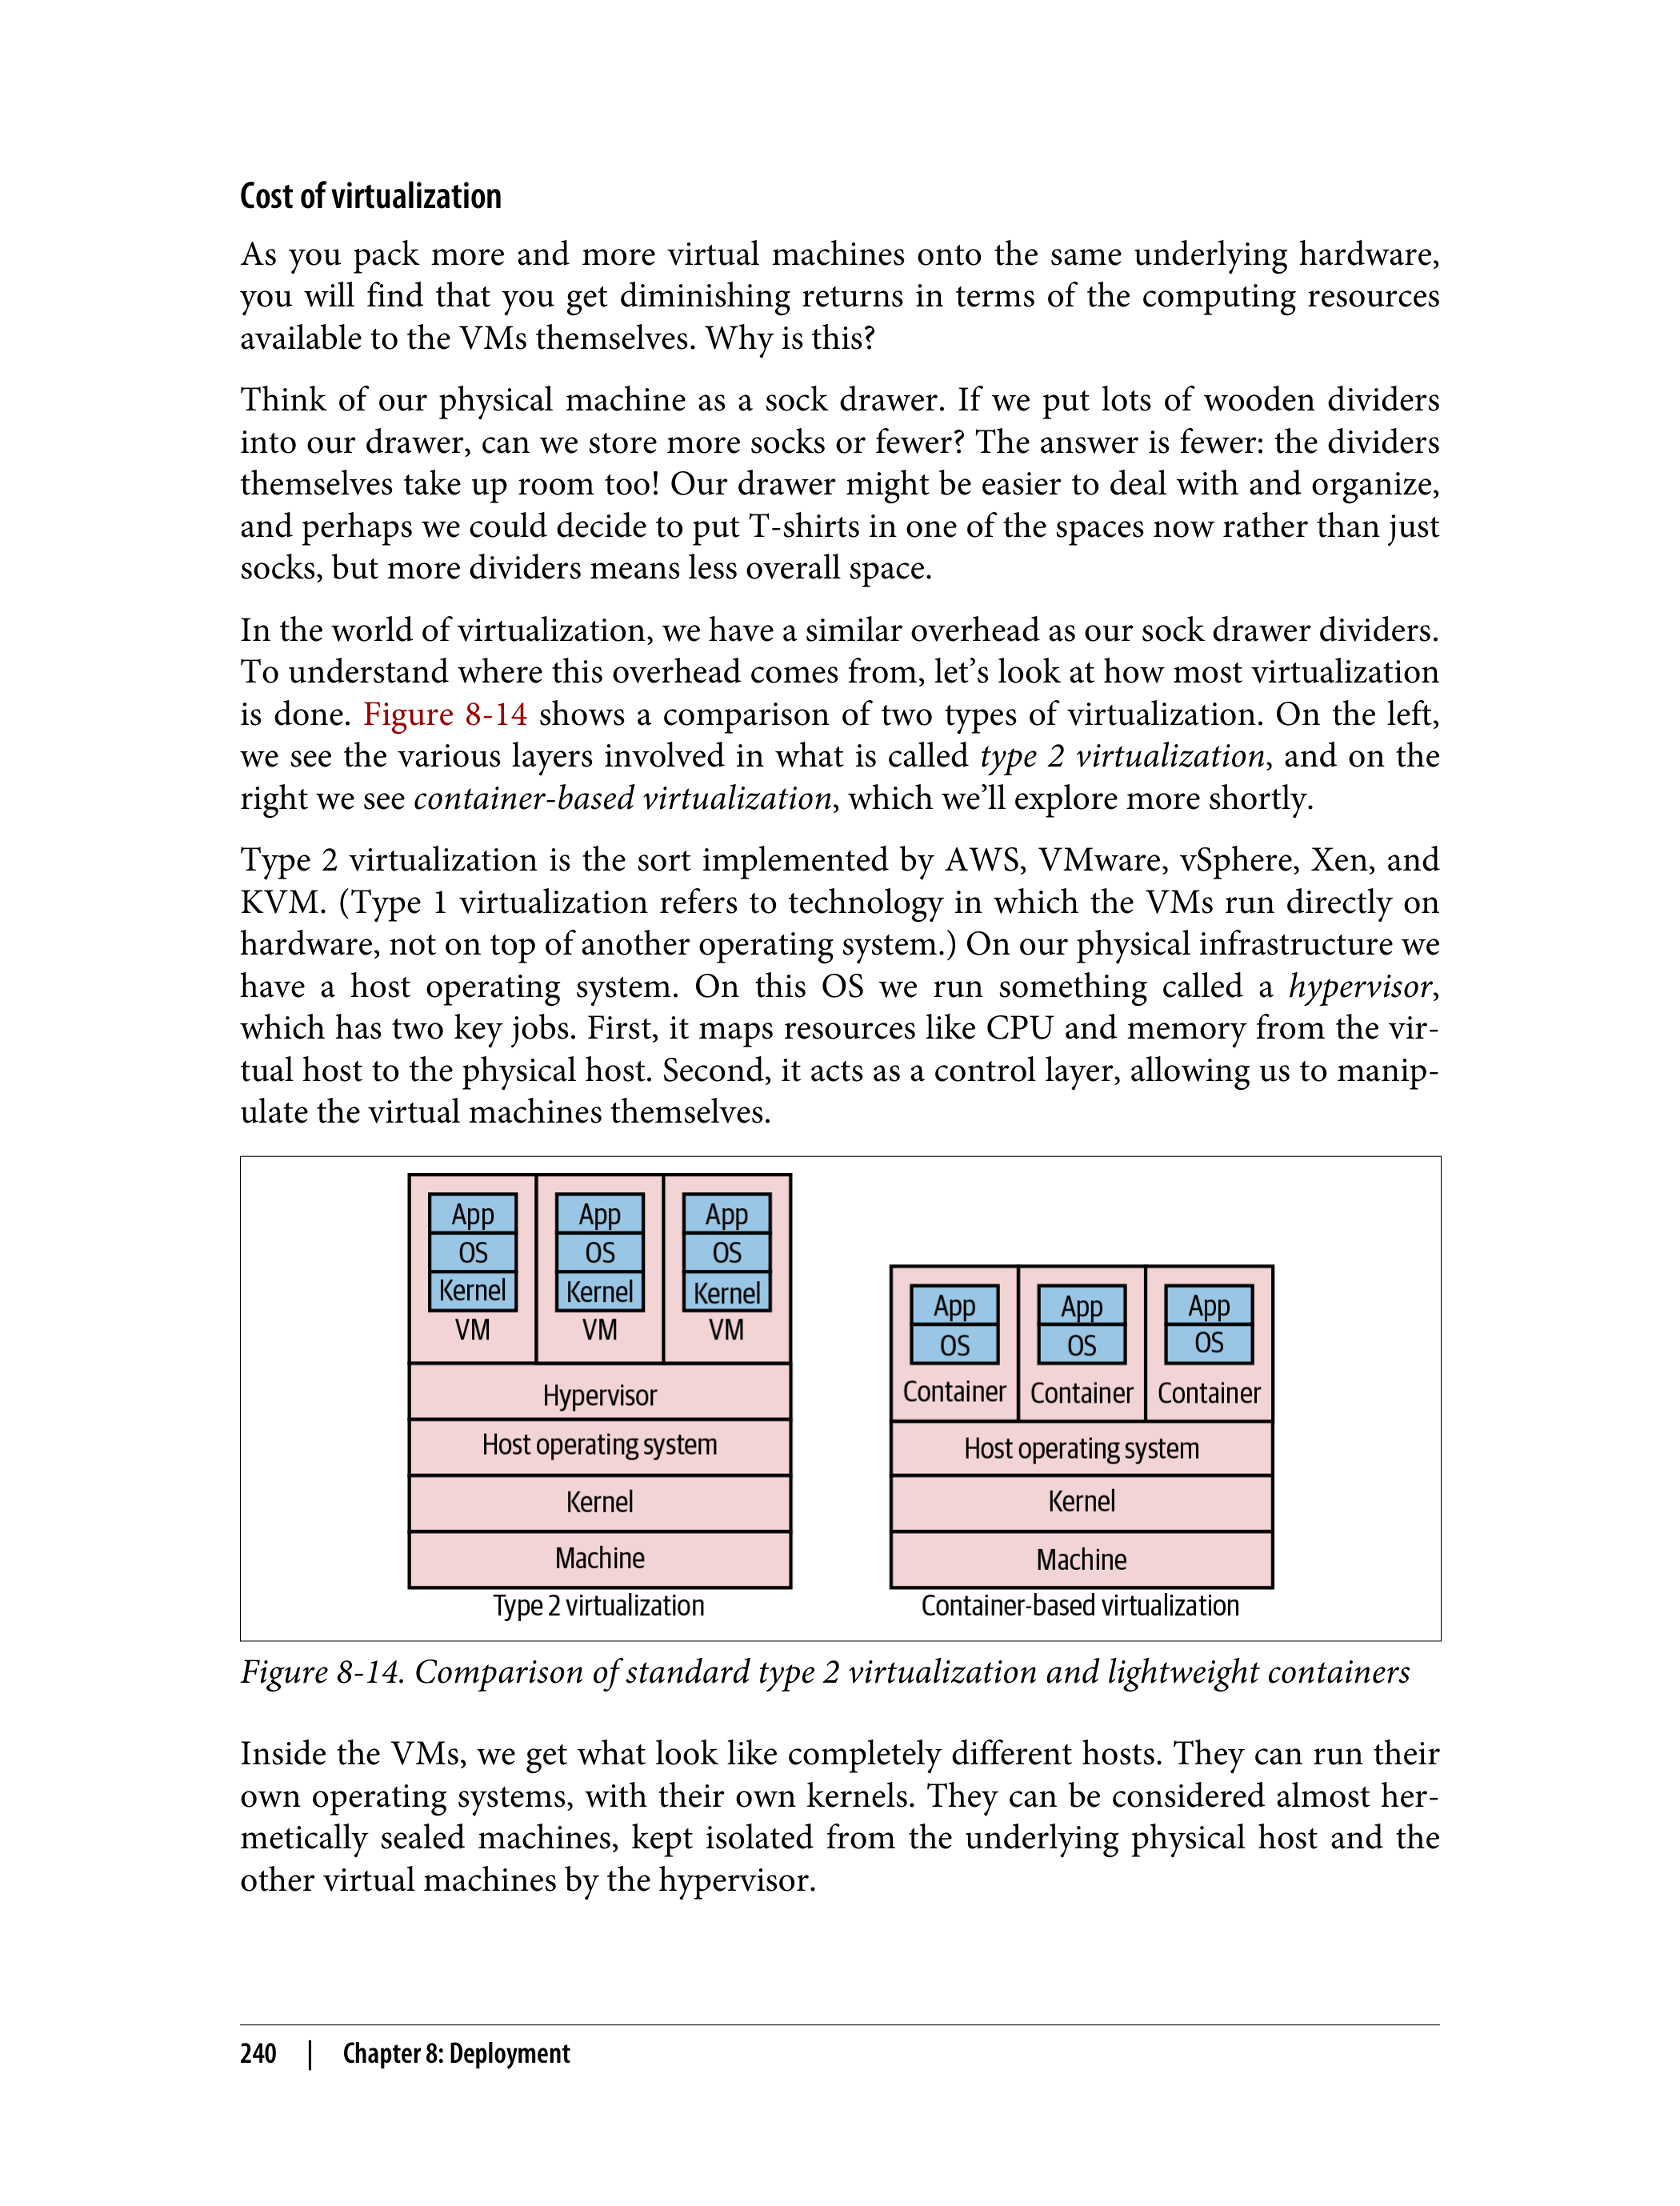 Cost of virtualization
As you pack more and more virtual machines onto the same underlying hardware,
you will find that you get diminishing returns in terms of the computing resources
available to the VMs themselves. Why is this?
Think of our physical machine as a sock drawer. If we put lots of wooden dividers
into our drawer, can we store more socks or fewer? The answer is fewer: the dividers
themselves take up room too! Our drawer might be easier to deal with and organize,
and perhaps we could decide to put T-shirts in one of the spaces now rather than just
socks, but more dividers means less overall space.
In the world of virtualization, we have a similar overhead as our sock drawer dividers.
To understand where this overhead comes from, let’s look at how most virtualization
is done. Figure 8-14 shows a comparison of two types of virtualization. On the left,
we see the various layers involved in what is called type 2 virtualization, and on the
right we see container-based virtualization, which we’ll explore more shortly.
Type 2 virtualization is the sort implemented by AWS, VMware, vSphere, Xen, and
KVM. (Type 1 virtualization refers to technology in which the VMs run directly on
hardware, not on top of another operating system.) On our physical infrastructure we
have a host operating system. On this OS we run something called a hypervisor,
which has two key jobs. First, it maps resources like CPU and memory from the vir-
tual host to the physical host. Second, it acts as a control layer, allowing us to manip-
ulate the virtual machines themselves.
App App App
OS OS OS
Kernel Kernel Kernel
VM VM VM
Hypervisor
Host operating system
Kernel
Machine
Type 2 virtualization
App App App
OS OS OS
Container Container Container
Host operating system
Kernel
Machine
Container-based virtualization
Figure 8-14. Comparison of standard type 2 virtualization and lightweight containers
Inside the VMs, we get what look like completely different hosts. They can run their
own operating systems, with their own kernels. They can be considered almost her-
metically sealed machines, kept isolated from the underlying physical host and the
other virtual machines by the hypervisor.
240 | Chapter 8: Deployment